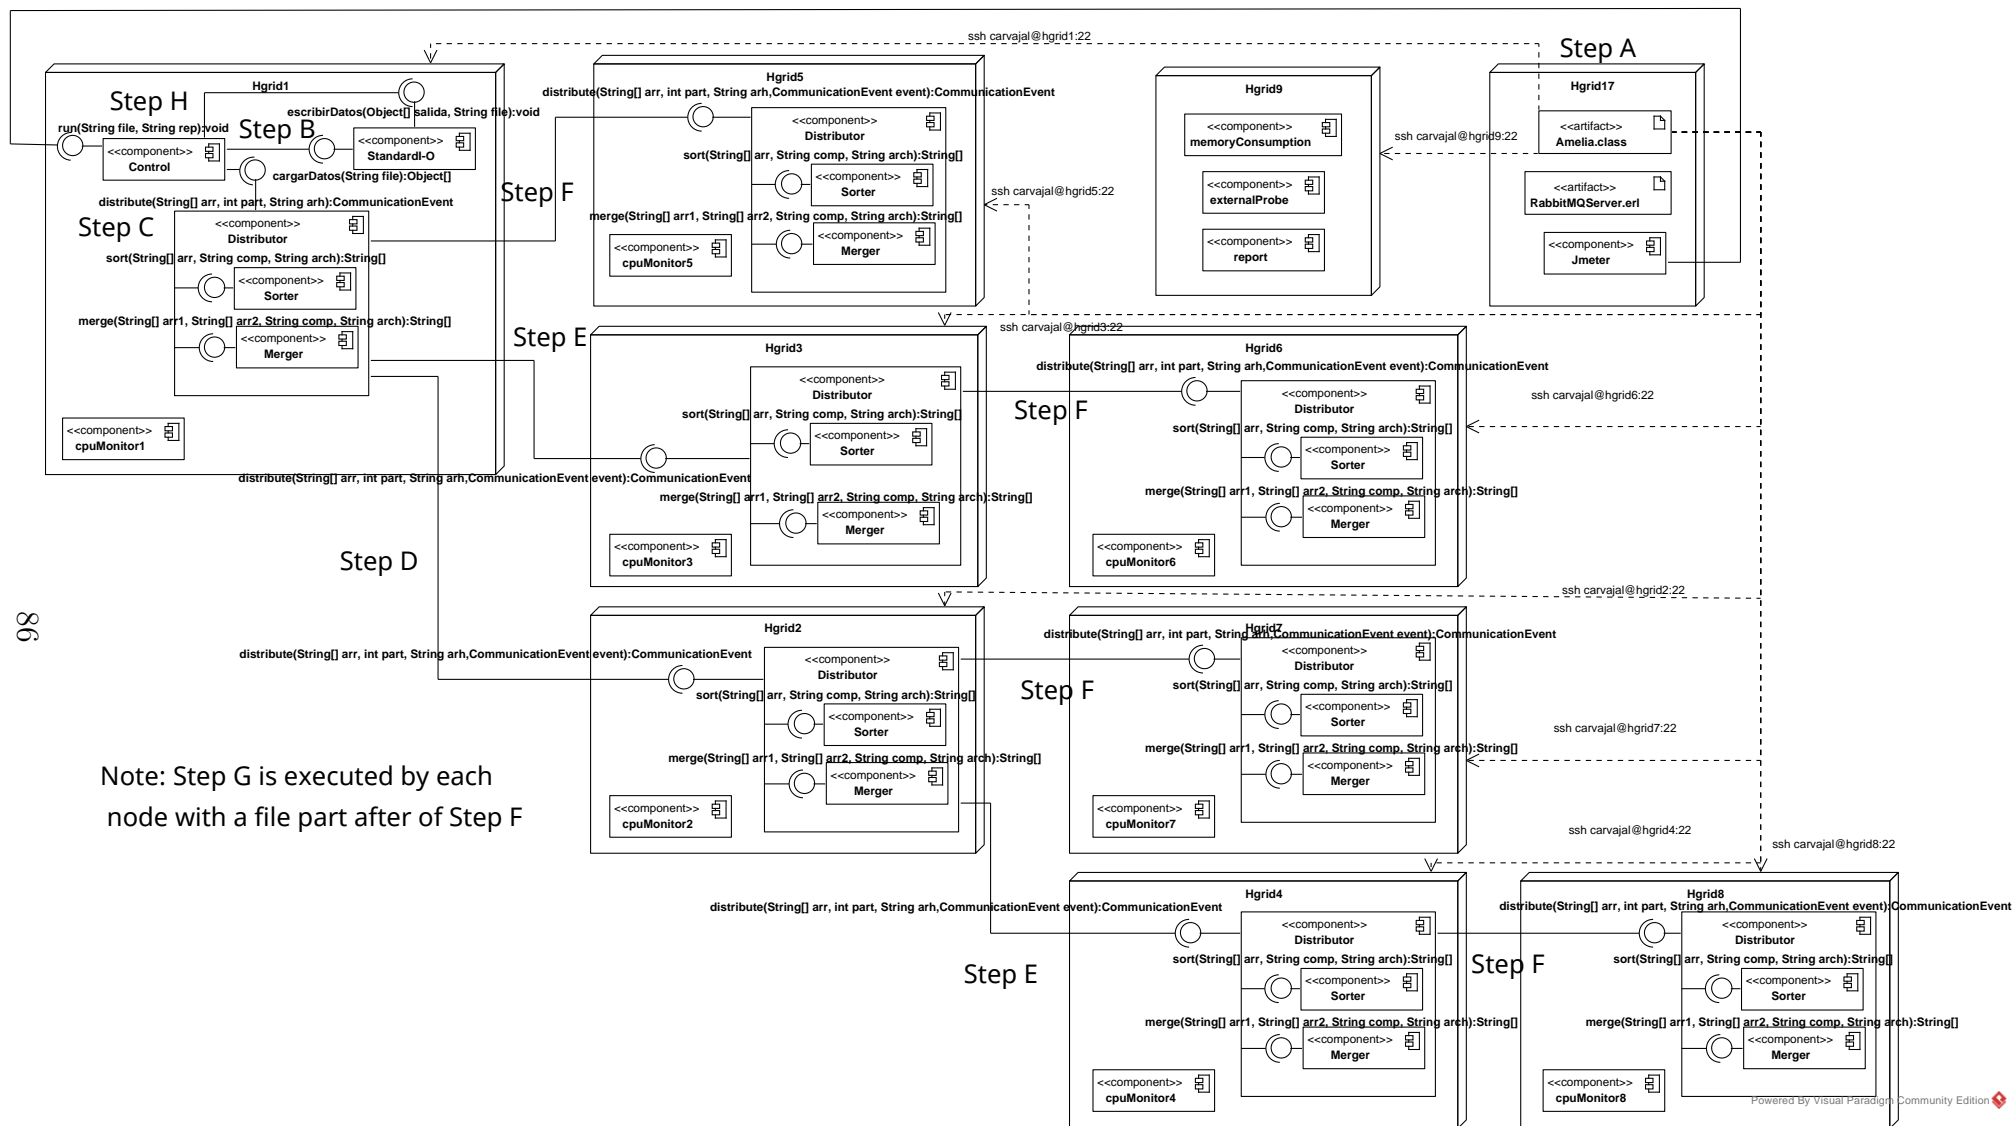 ssh carvajal@hgrid1:22
Step A
Hgrid1
Step H
escribirDatos(Object[] salida, String file):void
run(String file, String rep):void
Step B
<<component>>
Control
<<component>>
StandardI-O
cargarDatos(String file):Object[]
distribute(String[] arr, int part, String arh):CommunicationEvent
Step C
<<component>>
Distributor
sort(String[] arr, String comp, String arch):String[]
<<component>>
Sorter
merge(String[] arr1, String[] arr2, String comp, String arch):String[]
<<component>>
Merger
<<component>>
cpuMonitor1
Hgrid5
distribute(String[] arr, int part, String arh,CommunicationEvent event):CommunicationEvent
<<component>>
Distributor
sort(String[] arr, String comp, String arch):String[]
<<component>>
Sorter
Step F
merge(String[] arr1, String[] arr2, String comp, String arch):String[]
<<component>>
Merger
<<component>>
cpuMonitor5
ssh carvajal@hgrid5:22
Hgrid9
<<component>>
memoryConsumption
<<component>>
externalProbe
<<component>>
report
ssh carvajal@hgrid9:22
Hgrid17
<<artifact>>
Amelia.class
<<artifact>>
RabbitMQServer.erl
<<component>>
Jmeter
Step E
ssh carvajal@hgrid3:22
Hgrid3
<<component>>
Distributor
sort(String[] arr, String comp, String arch):String[]
<<component>>
Sorter
distribute(String[] arr, int part, String arh,CommunicationEvent event):CommunicationEvent
merge(String[] arr1, String[] arr2, String comp, String arch):String[]
<<component>>
Merger
<<component>>
cpuMonitor3
Step F
Hgrid6
distribute(String[] arr, int part, String arh,CommunicationEvent event):CommunicationEvent
<<component>>
Distributor
sort(String[] arr, String comp, String arch):String[]
<<component>>
Sorter
merge(String[] arr1, String[] arr2, String comp, String arch):String[]
<<component>>
Merger
<<component>>
cpuMonitor6
ssh carvajal@hgrid6:22
Step D
ssh carvajal@hgrid2:22
86
Hgrid2
distribute(String[] arr, int part, String arh,CommunicationEvent event):CommunicationEvent
<<component>>
Distributor
sort(String[] arr, String comp, String arch):String[]
<<component>>
Sorter
merge(String[] arr1, String[] arr2, String comp, String arch):String[]
<<component>>
Merger
<<component>>
cpuMonitor2
Step F
Hgrid7
distribute(String[] arr, int part, String arh,CommunicationEvent event):CommunicationEvent
<<component>>
Distributor
sort(String[] arr, String comp, String arch):String[]
<<component>>
Sorter
merge(String[] arr1, String[] arr2, String comp, String arch):String[]
<<component>>
Merger
<<component>>
cpuMonitor7
ssh carvajal@hgrid7:22
Note: Step G is executed by each
node with a file part after of Step F
ssh carvajal@hgrid4:22
ssh carvajal@hgrid8:22
Hgrid4
distribute(String[] arr, int part, String arh,CommunicationEvent event):CommunicationEvent
<<component>>
Distributor
sort(String[] arr, String comp, String arch):String[]
Step E
<<component>>
Sorter
merge(String[] arr1, String[] arr2, String comp, String arch):String[]
<<component>>
Merger
<<component>>
cpuMonitor4
Step F
Hgrid8
distribute(String[] arr, int part, String arh,CommunicationEvent event):CommunicationEvent
<<component>>
Distributor
sort(String[] arr, String comp, String arch):String[]
<<component>>
Sorter
merge(String[] arr1, String[] arr2, String comp, String arch):String[]
<<component>>
Merger
<<component>>
cpuMonitor8
Powered By Visual Paradigm Community Edition